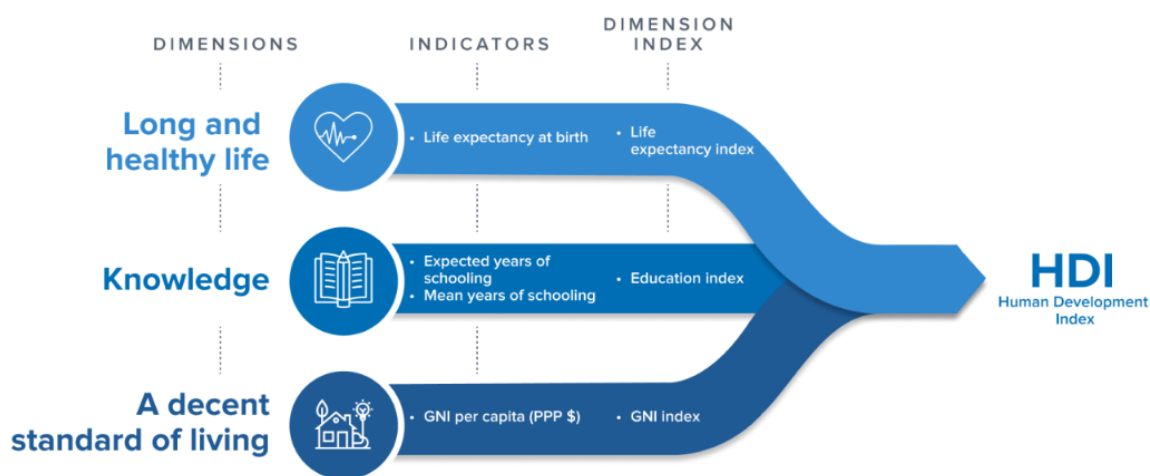 DIMENSIONS
INDICATORS
DIMENSION
INDEX
Long and
healthy life
• Life expectancy at birth
• Life
expectancy index
Knowledge
• Expected years of
schooling
• Mean years of schooling
• Education index
A decent
standard of living
• GNI per capita (PPP $)
• GNI index
HDI
Human Development
Index